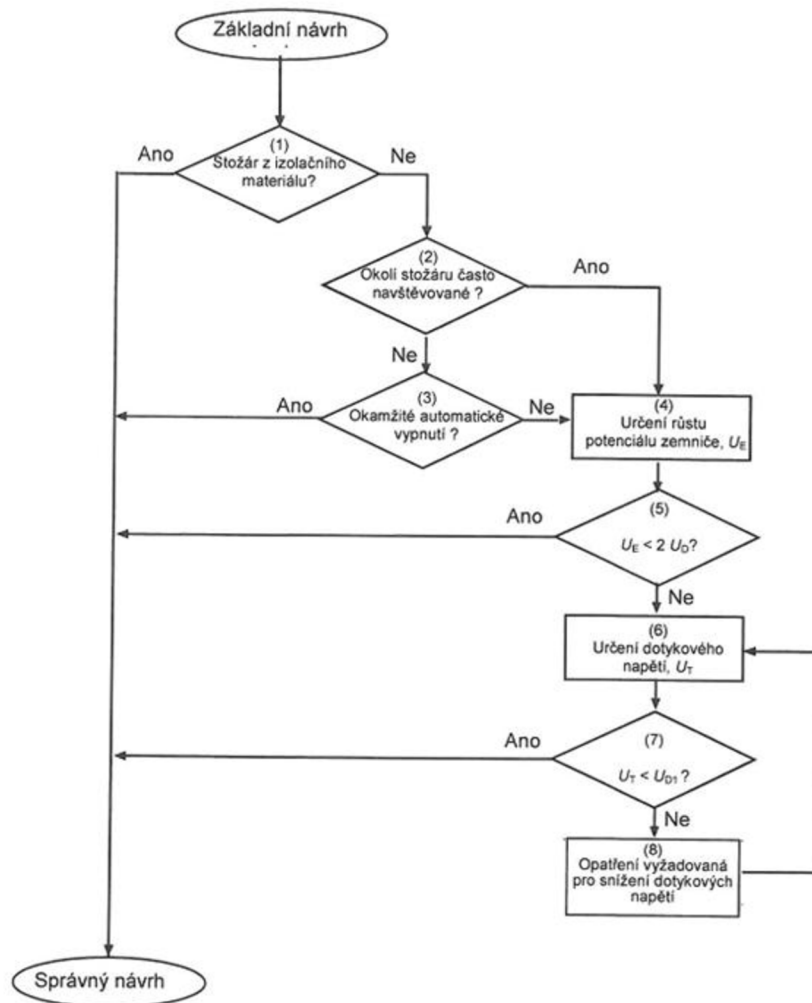 Základní návrh
(1)
Ano
Ne
Stožár z izolačního
materiálu?
(2)
Okolí stožáru často
navštěvované ?
Ano
Ne
(3)
Ano
Okamžité automatické
vypnutí ?
Ne
(4)
Určení růstu
potenciálu zemniče, UE
(5)
Ano
UE < 2 UD?
Ne
(6)
Určení dotykového
napětí, UT
(7)
Ano
UT < UD1 ?
Ne
(8)
Opatření vyžadovaná
pro snížení dotykových
napětí
Správný návrh